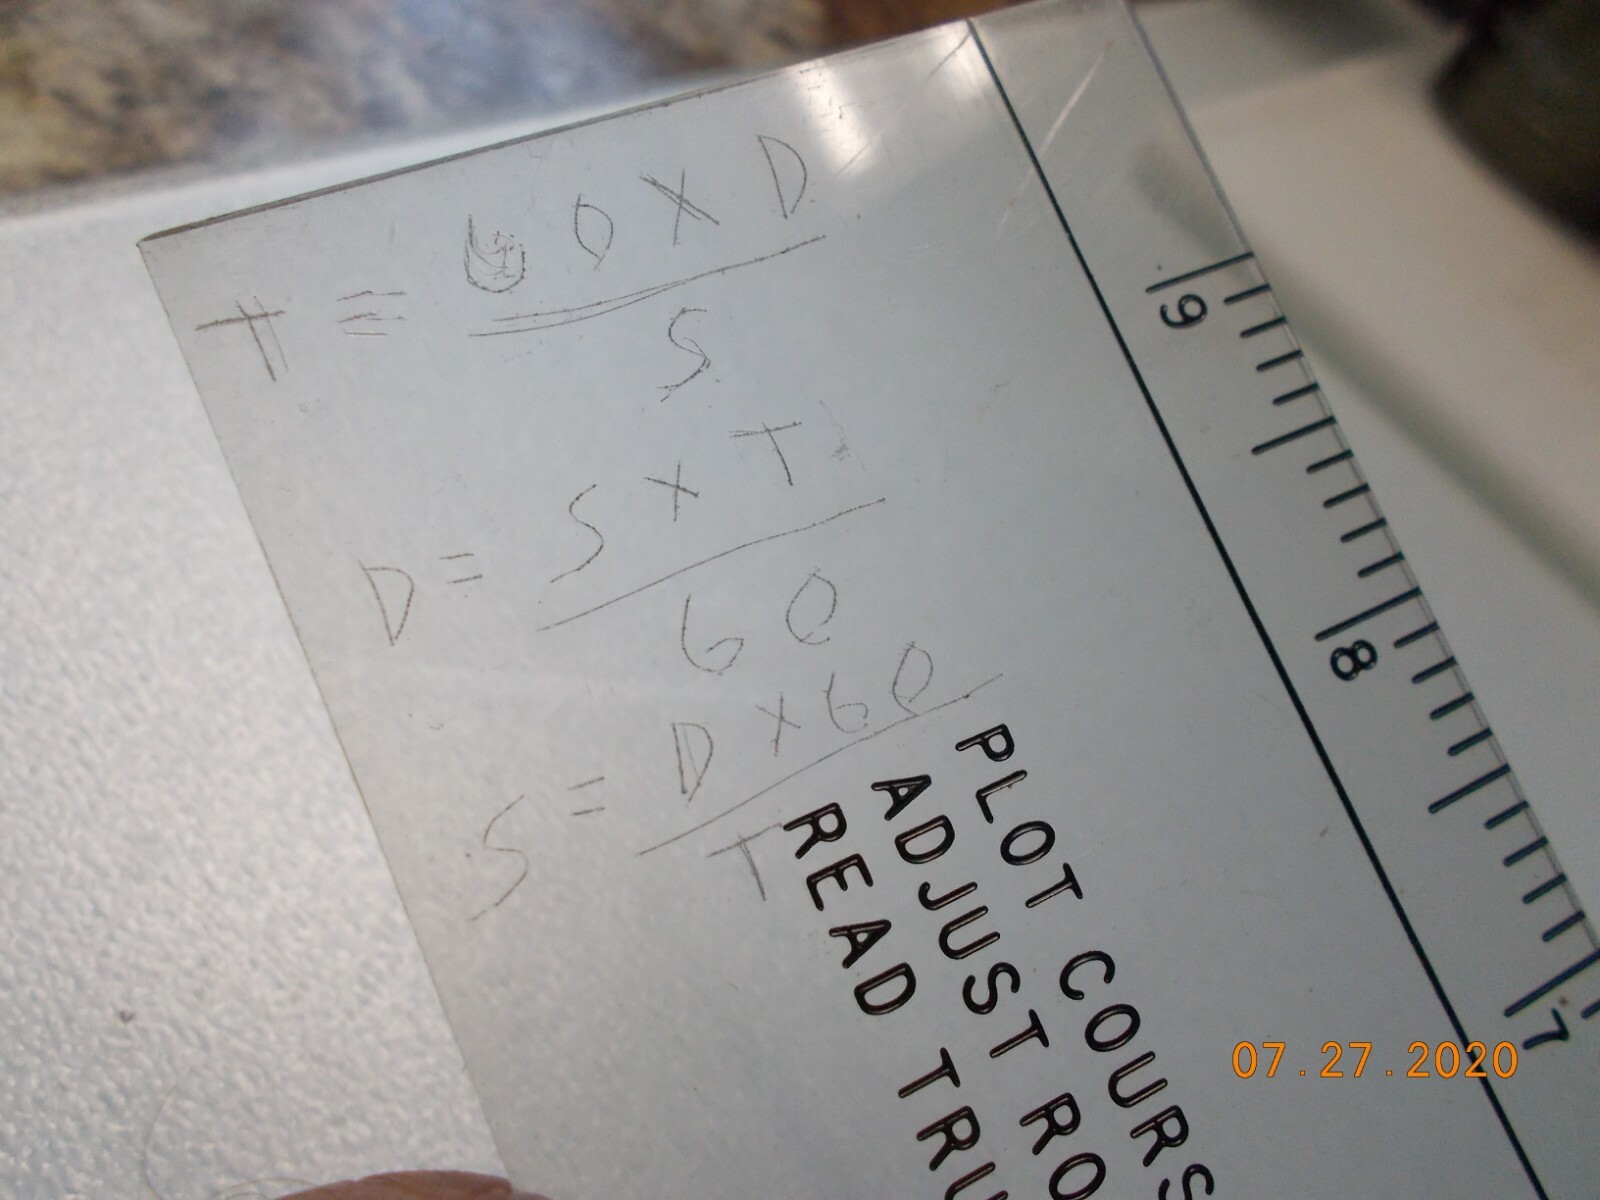 T = 60 X D
S
D = S X T
60
S = D X 60
T
PLOT COURS
ADJUST RO
READ TRU
9
8
7
07.27.2020